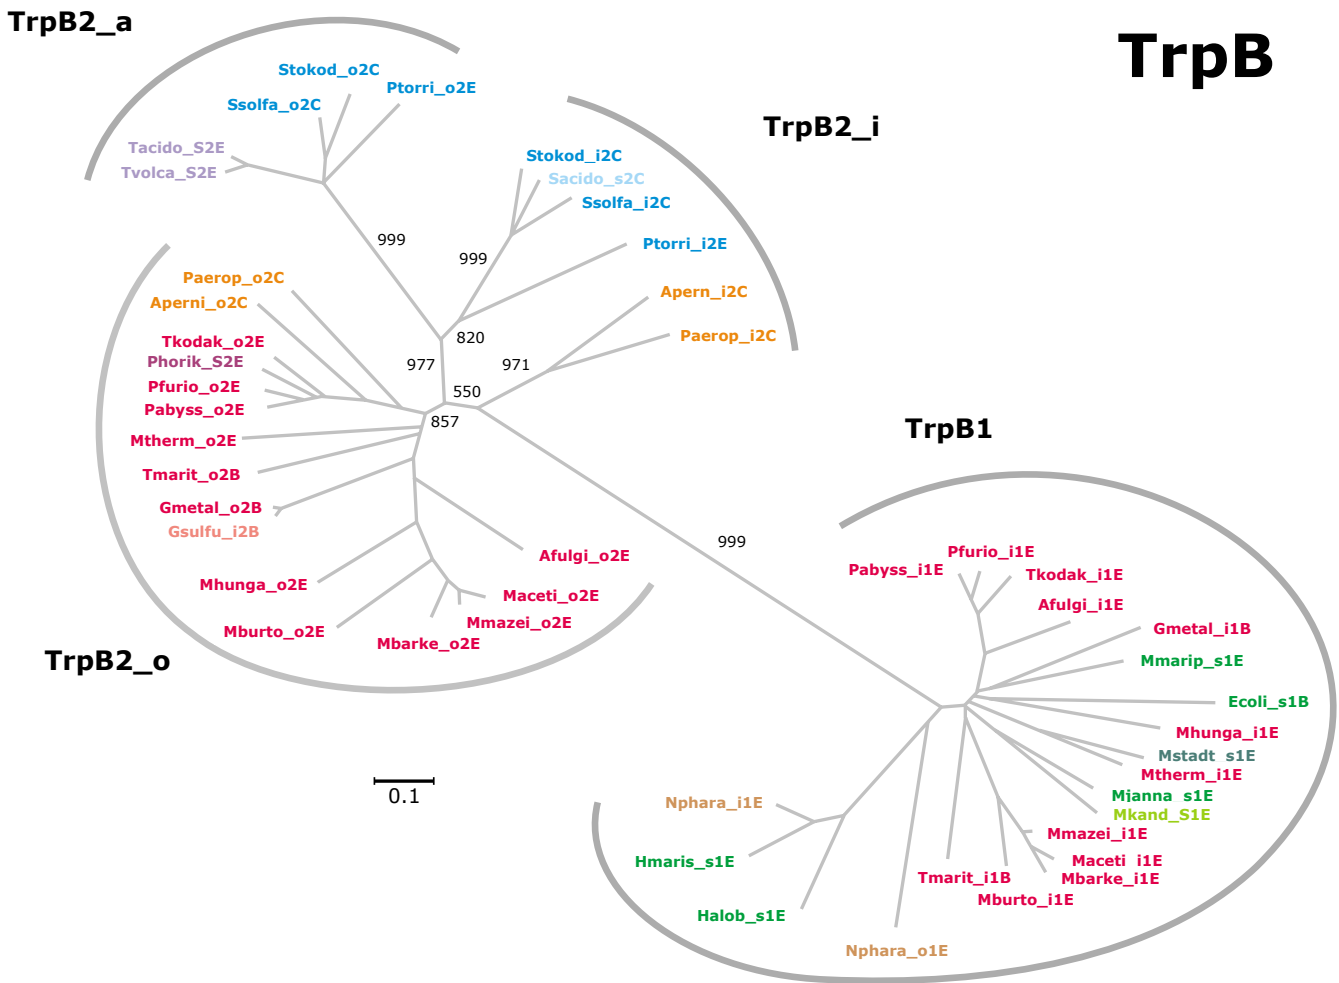 TrpB2_a
TrpB
Stokod_o2C
Ptorri_o2E
Ssolfa_o2C
Tacido_S2E
Tvolca_S2E
TrpB2_i
Stokod_i2C
Sacido_s2C
Ssolfa_i2C
Ptorri_i2E
Apern_i2C
Paerop_i2C
999
999
820
977
971
550
857
999
Paerop_o2C
Aperni_o2C
Tkodak_o2E
Phorik_S2E
Pfurio_o2E
Pabyss_o2E
Mtherm_o2E
Tmarit_o2B
Gmetal_o2B
Gsulfu_i2B
Mhunga_o2E
Mburto_o2E
Mbarke_o2E
Mmazei_o2E
Maceti_o2E
Afulgi_o2E
TrpB2_o
TrpB1
Pfurio_i1E
Pabyss_i1E
Tkodak_i1E
Afulgi_i1E
Gmetal_i1B
Mmarip_s1E
Ecoli_s1B
Mhunga_i1E
Mstadt_s1E
Mtherm_i1E
Mjanna_s1E
Mkand_S1E
Mmazei_i1E
Maceti_i1E
Mbarke_i1E
Mburto_i1E
Tmarit_i1B
Nphara_i1E
Hmaris_s1E
Halob_s1E
Nphara_o1E
0.1